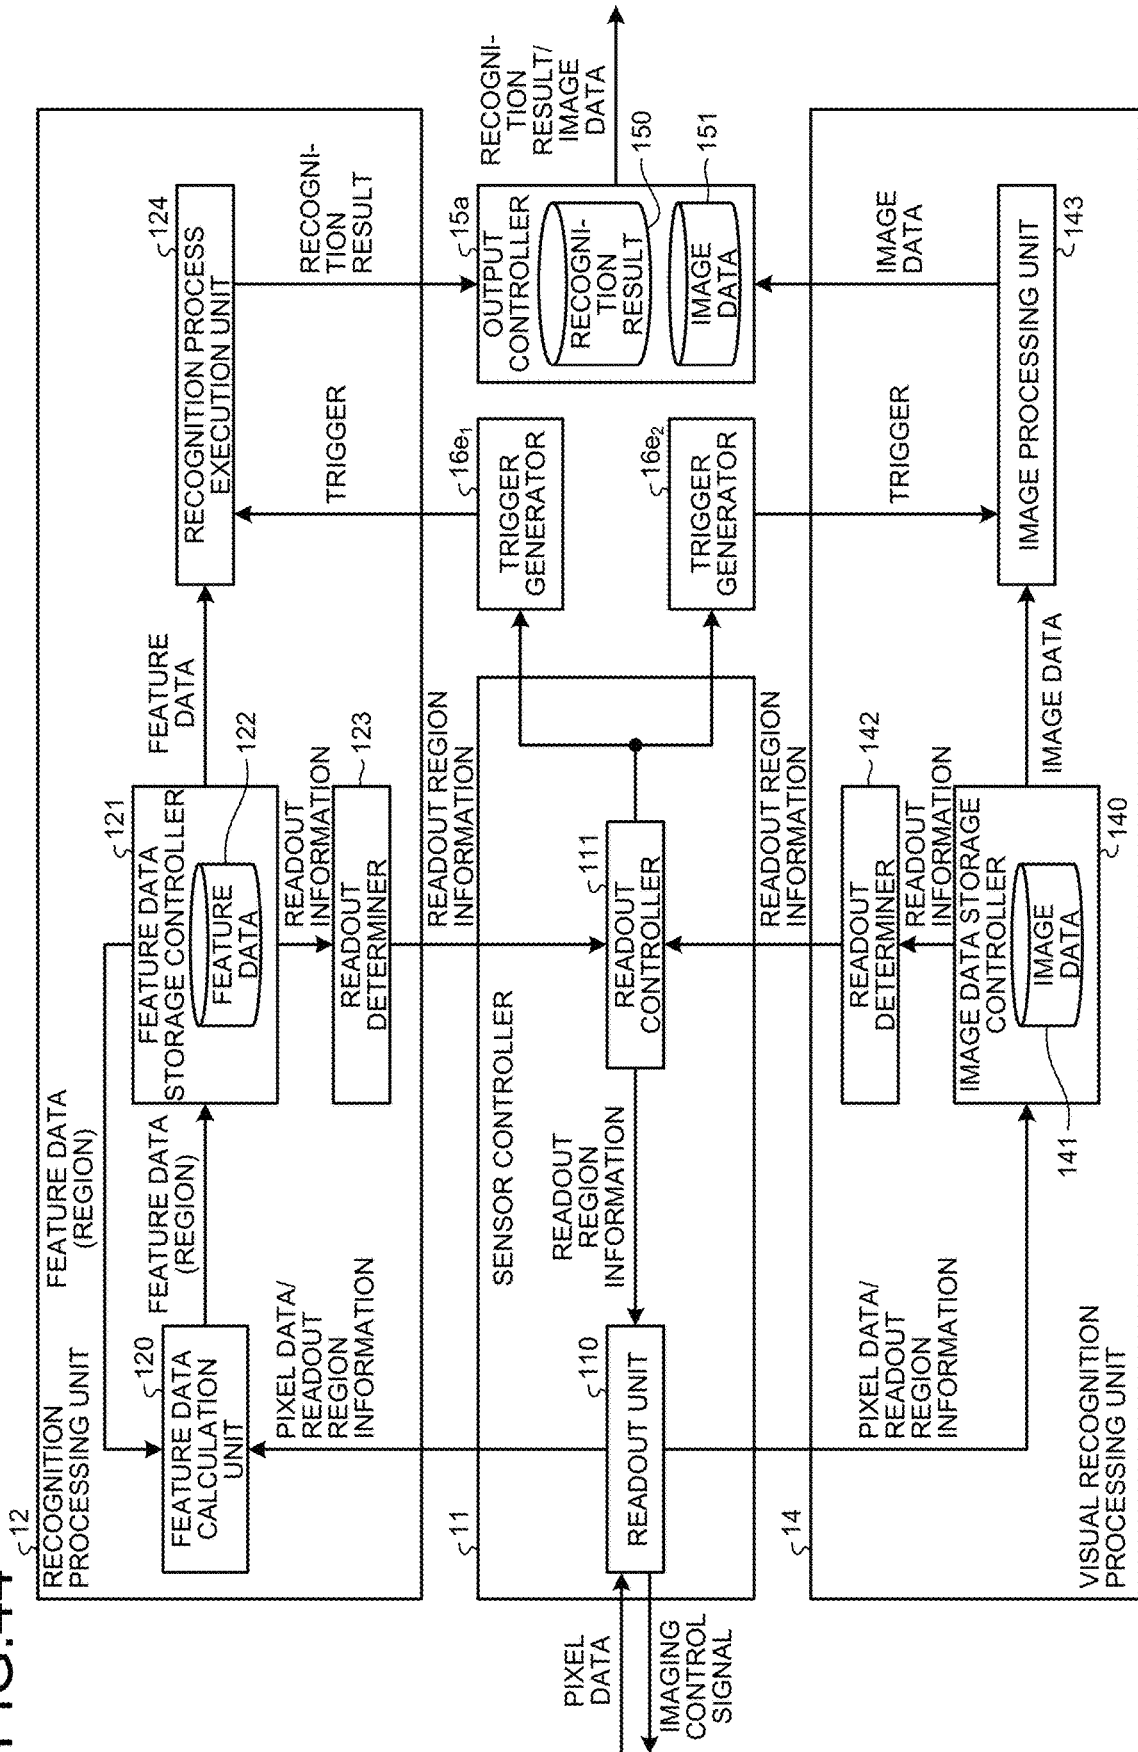 FIG.44
12
RECOGNITION
PROCESSING UNIT
FEATURE DATA
(REGION)
120
FEATURE DATA
CALCULATION
UNIT
FEATURE DATA
(REGION)
121
FEATURE DATA
STORAGE CONTROLLER
FEATURE
DATA
122
FEATURE
DATA
124
RECOGNITION PROCESS
EXECUTION UNIT
READOUT
INFORMATION
123
READOUT
DETERMINER
PIXEL DATA/
READOUT
REGION
INFORMATION
TRIGGER
RECOGNI-
TION
RESULT
READOUT REGION
INFORMATION
11
SENSOR CONTROLLER
PIXEL
DATA
IMAGING
CONTROL
SIGNAL
110
READOUT UNIT
READOUT
REGION
INFORMATION
111
READOUT
CONTROLLER
16e1
TRIGGER
GENERATOR
16e2
TRIGGER
GENERATOR
15a
OUTPUT
CONTROLLER
RECOGNI-
TION
RESULT
150
IMAGE
DATA
151
RECOGNI-
TION
RESULT/
IMAGE
DATA
READOUT REGION
INFORMATION
14
PIXEL DATA/
READOUT
REGION
INFORMATION
142
READOUT
DETERMINER
READOUT
INFORMATION
IMAGE DATA STORAGE
CONTROLLER
140
IMAGE
DATA
141
TRIGGER
IMAGE
DATA
IMAGE DATA
IMAGE PROCESSING UNIT
143
VISUAL RECOGNITION
PROCESSING UNIT